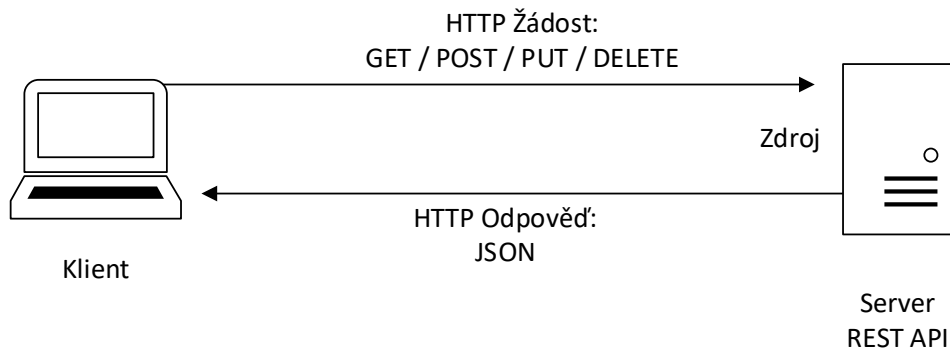 HTTP Žádost:
GET / POST / PUT / DELETE
Zdroj
HTTP Odpověď:
JSON
Klient
Server
REST API